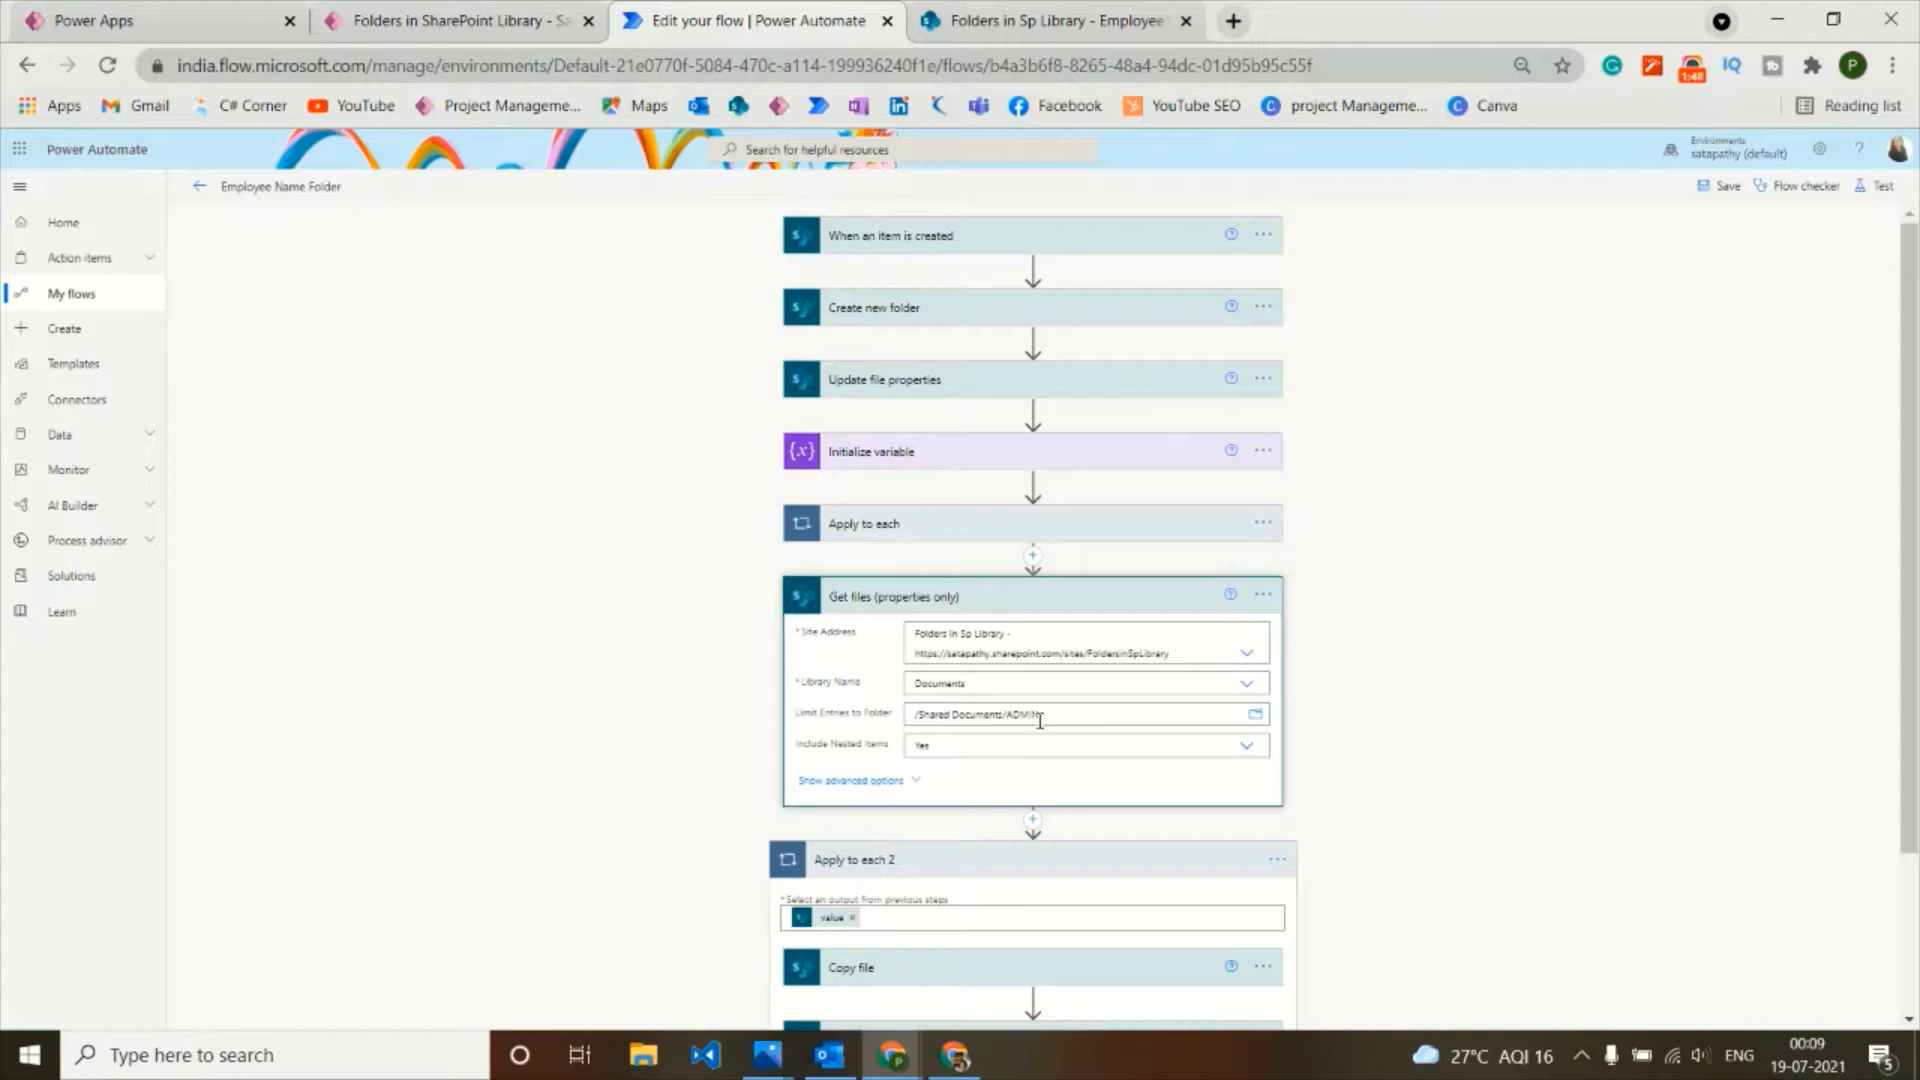 Power Apps
Folders in SharePoint Library - Sa
Edit your flow | Power Automate
Folders in Sp Library - Employee
india.flow.microsoft.com/manage/environments/Default-21e0770f-5084-470c-a114-199936240f1e/flows/b4a3b6f8-8265-48a4-94dc-01d95b95c55f
1:48
IQ
P
Apps
Gmail
C# Corner
YouTube
Project Manageme...
Maps
Facebook
YouTube SEO
project Manageme...
Canva
Reading list
Power Automate
Search for helpful resources
Environments
satapathy (default)
Employee Name Folder
Save
Flow checker
Test
Home
Action items
My flows
Create
Templates
Connectors
Data
Monitor
AI Builder
Process advisor
Solutions
Learn
When an item is created
Create new folder
Update file properties
{x} Initialize variable
Apply to each
Get files (properties only)
* Site Address
Folders in Sp Library -
https://satapathy.sharepoint.com/sites/FoldersinSpLibrary
* Library Name
Documents
Limit Entries to Folder
/Shared Documents/ADMIN
Include Nested Items
Yes
Show advanced options
Apply to each 2
* Select an output from previous steps
value ×
Copy file
Type here to search
27°C AQI 16
ENG
00:09
19-07-2021
5